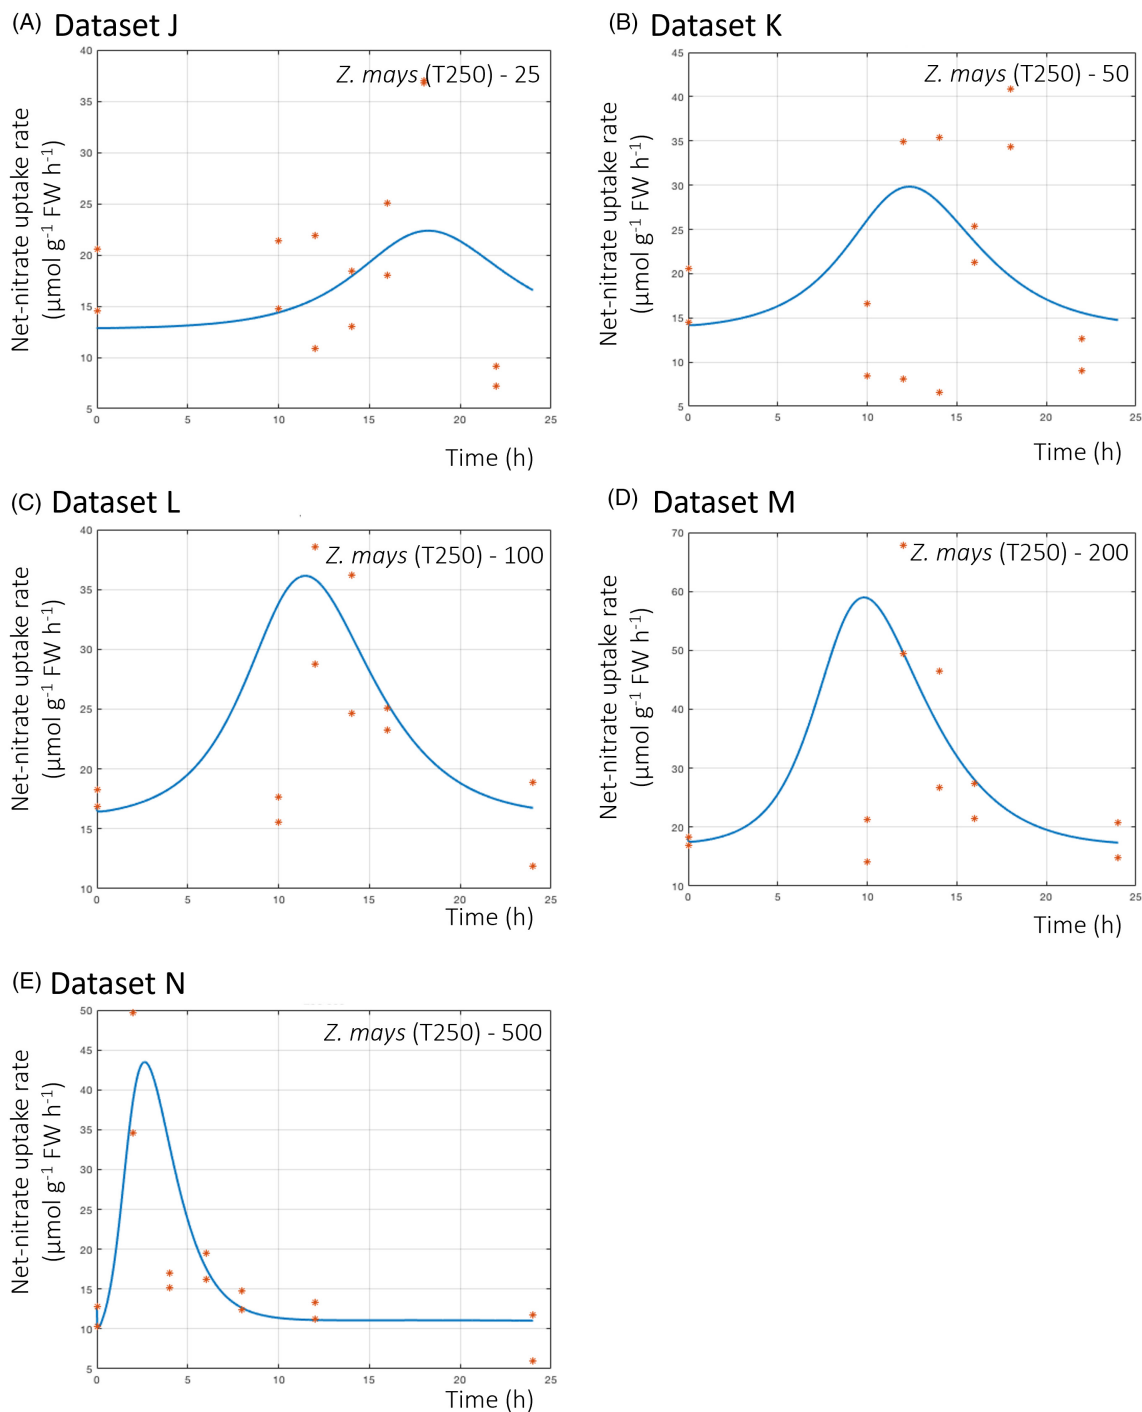 (A) Dataset J
Z. mays (T250) - 25
Net-nitrate uptake rate
(µmol g⁻¹ FW h⁻¹)
40
35
30
25
20
15
10
5
0 5 10 15 20 25
Time (h)
(B) Dataset K
Z. mays (T250) - 50
Net-nitrate uptake rate
(µmol g⁻¹ FW h⁻¹)
45
40
35
30
25
20
15
10
5
0 5 10 15 20 25
Time (h)
(C) Dataset L
Z. mays (T250) - 100
Net-nitrate uptake rate
(µmol g⁻¹ FW h⁻¹)
40
35
30
25
20
15
10
0 5 10 15 20 25
Time (h)
(D) Dataset M
Z. mays (T250) - 200
Net-nitrate uptake rate
(µmol g⁻¹ FW h⁻¹)
70
60
50
40
30
20
10
0 5 10 15 20 25
Time (h)
(E) Dataset N
Z. mays (T250) - 500
Net-nitrate uptake rate
(µmol g⁻¹ FW h⁻¹)
50
45
40
35
30
25
20
15
10
5
0 5 10 15 20 25
Time (h)